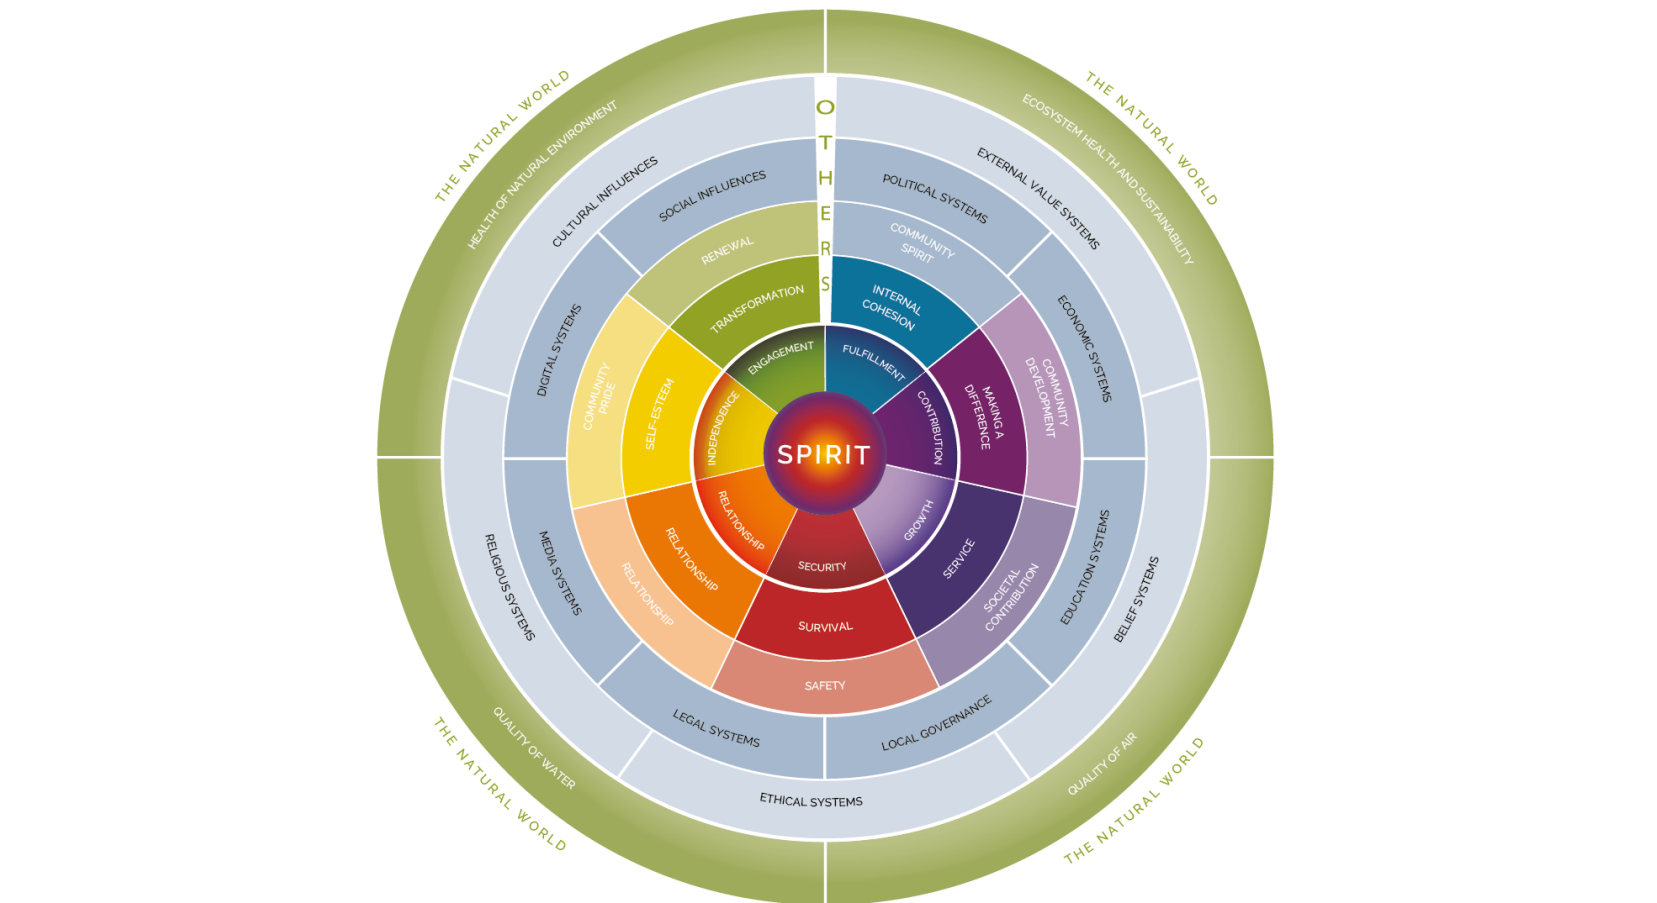 THE NATURAL WORLD
THE NATURAL WORLD
HEALTH OF NATURAL ENVIRONMENT
ECOSYSTEM HEALTH AND SUSTAINABILITY
OTHERS
CULTURAL INFLUENCES
EXTERNAL VALUE SYSTEMS
SOCIAL INFLUENCES
POLITICAL SYSTEMS
RENEWAL
COMMUNITY
SPIRIT
TRANSFORMATION
INTERNAL
COHESION
DIGITAL SYSTEMS
ECONOMIC SYSTEMS
COMMUNITY
PRIDE
SELF-ESTEEM
INDEPENDENCE
ENGAGEMENT
FULFILLMENT
CONTRIBUTION
MAKING A
DIFFERENCE
COMMUNITY
DEVELOPMENT
SPIRIT
RELATIONSHIP
GROWTH
SECURITY
RELATIONSHIP
SERVICE
SURVIVAL
RELATIONSHIP
SOCIETAL
CONTRIBUTION
SAFETY
MEDIA SYSTEMS
EDUCATION SYSTEMS
RELIGIOUS SYSTEMS
BELIEF SYSTEMS
LEGAL SYSTEMS
LOCAL GOVERNANCE
ETHICAL SYSTEMS
QUALITY OF WATER
QUALITY OF AIR
THE NATURAL WORLD
THE NATURAL WORLD